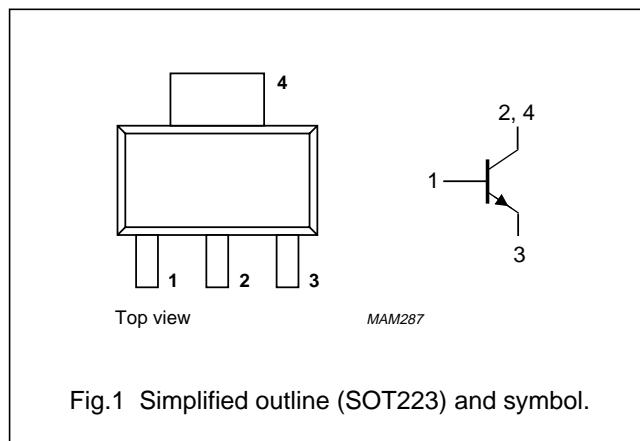 4
2, 4
1
3
1 2 3
Top view MAM287
Fig.1 Simplified outline (SOT223) and symbol.